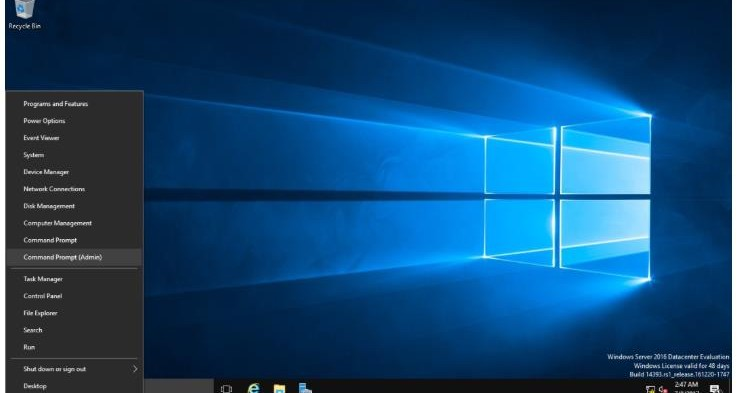 Recycle Bin
Programs and Features
Power Options
Event Viewer
System
Device Manager
Network Connections
Disk Management
Computer Management
Command Prompt
Command Prompt (Admin)
Task Manager
Control Panel
File Explorer
Search
Run
Shut down or sign out
Desktop
Windows Server 2016 Datacenter Evaluation
Windows License valid for 48 days
Build 14393.rs1_release.161220-1747
2:47 AM